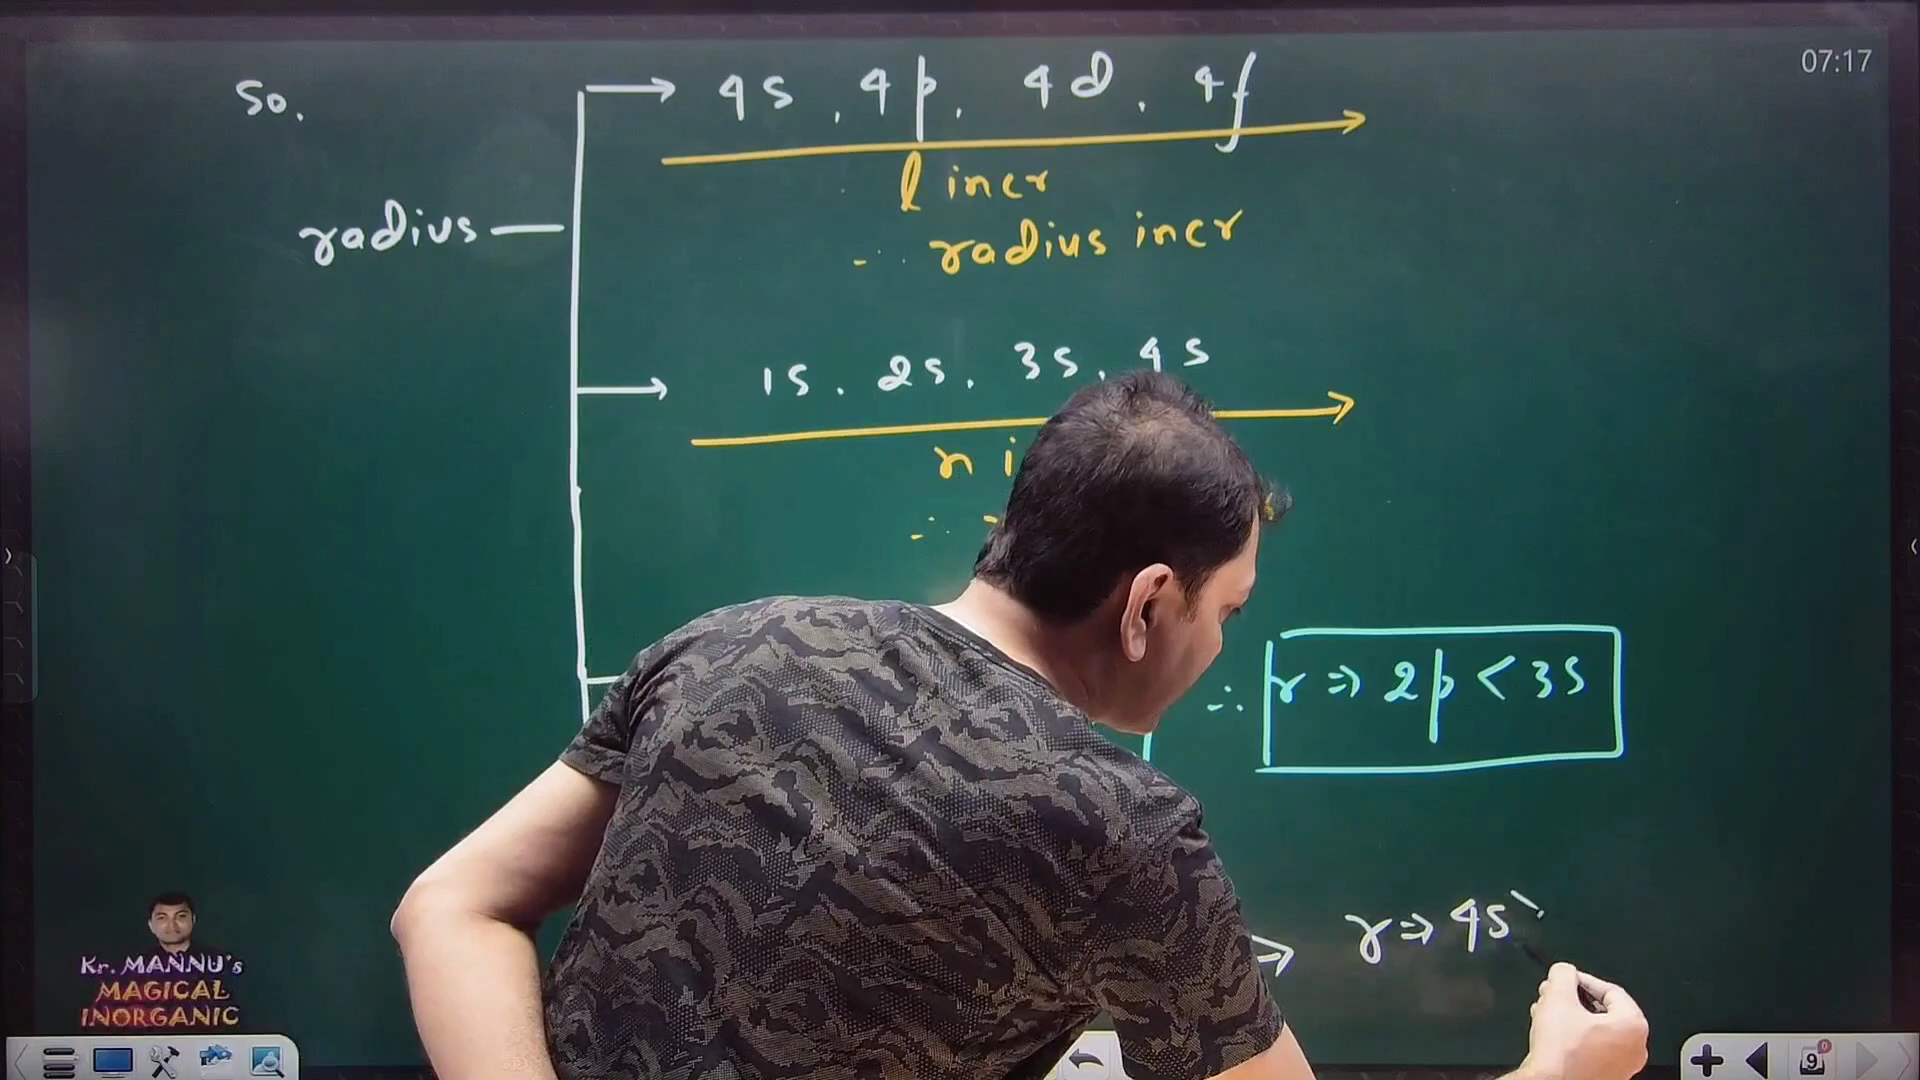 07:17
So.
4s, 4p, 4d, 4f
l incr
radius
∴ radius incr
1s, 2s, 3s, 4s
n
∴ r ⇒ 2p < 3s
r ⇒ 4s >
Kr. MANNU's
MAGICAL
INORGANIC
9